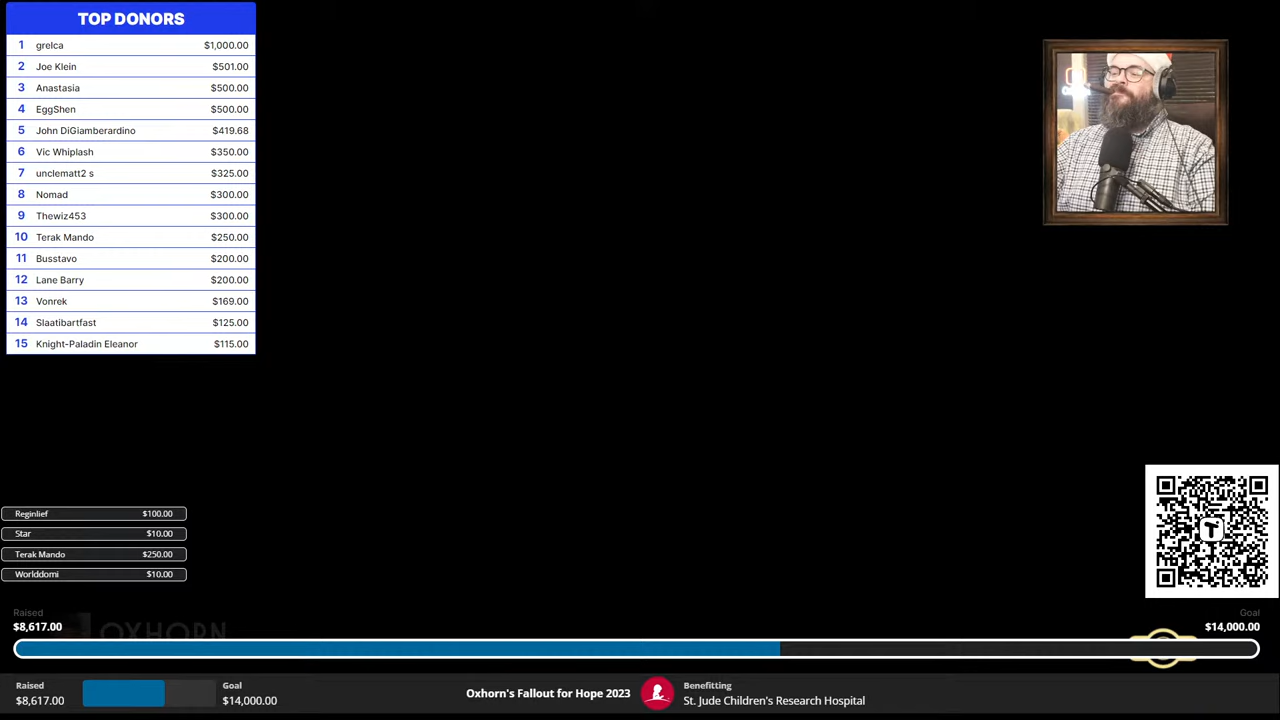 TOP DONORS
1 grelca $1,000.00
2 Joe Klein $501.00
3 Anastasia $500.00
4 EggShen $500.00
5 John DiGiamberardino $419.68
6 Vic Whiplash $350.00
7 unclematt2 s $325.00
8 Nomad $300.00
9 Thewiz453 $300.00
10 Terak Mando $250.00
11 Busstavo $200.00
12 Lane Barry $200.00
13 Vonrek $169.00
14 Slaatibartfast $125.00
15 Knight-Paladin Eleanor $115.00
Reginlief $100.00
Star $10.00
Terak Mando $250.00
Worlddomi $10.00
Raised
$8,617.00
OXHORN
Goal
$14,000.00
Raised
$8,617.00
Goal
$14,000.00
Oxhorn's Fallout for Hope 2023
Benefitting
St. Jude Children's Research Hospital